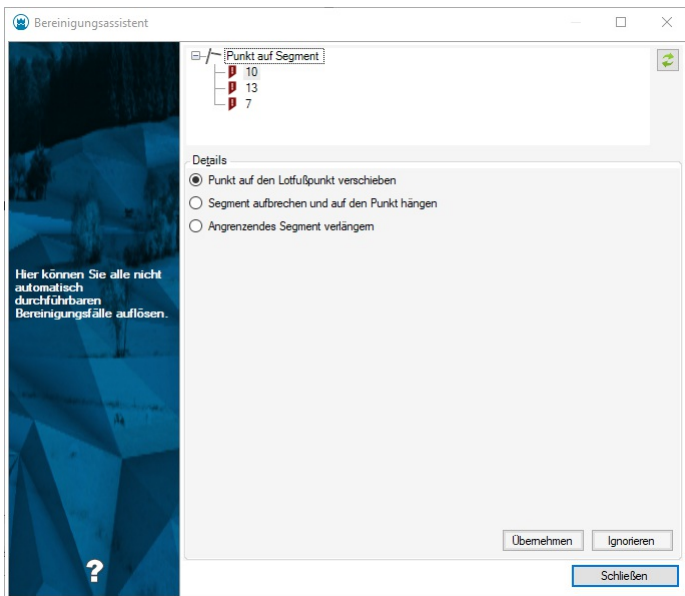 Bereinigungsassistent
Punkt auf Segment
10
13
7
Details
Punkt auf den Lotfußpunkt verschieben
Segment aufbrechen und auf den Punkt hängen
Angrenzendes Segment verlängern
Hier können Sie alle nicht
automatisch
durchführbaren
Bereinigungsfälle auflösen.
Übernehmen
Ignorieren
?
Schließen